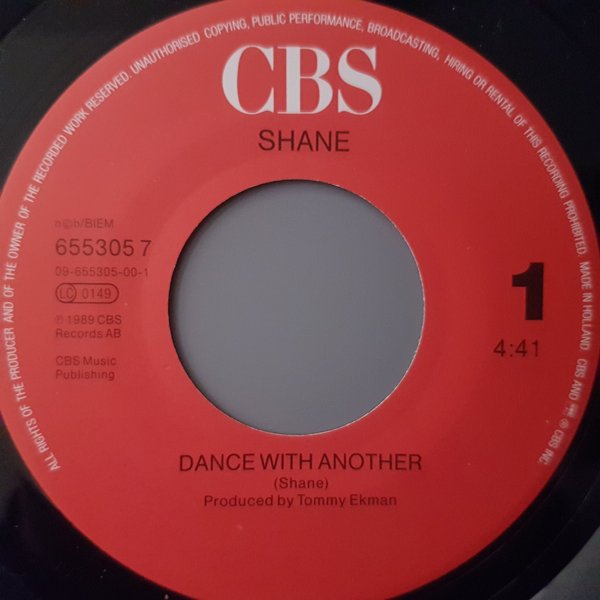 ALL RIGHTS OF THE PRODUCER AND OF THE OWNER OF THE RECORDED WORK RESERVED. UNAUTHORISED COPYING, PUBLIC PERFORMANCE, BROADCASTING, HIRING OR RENTAL OF THIS RECORDING PROHIBITED. MADE IN HOLLAND. CBS AND ® CBS INC.
CBS
SHANE
b©b/BIEM
655305 7
09-655305-00-1
LC 0149
℗ 1989 CBS
Records AB
CBS Music
Publishing
1
4:41
DANCE WITH ANOTHER
(Shane)
Produced by Tommy Ekman